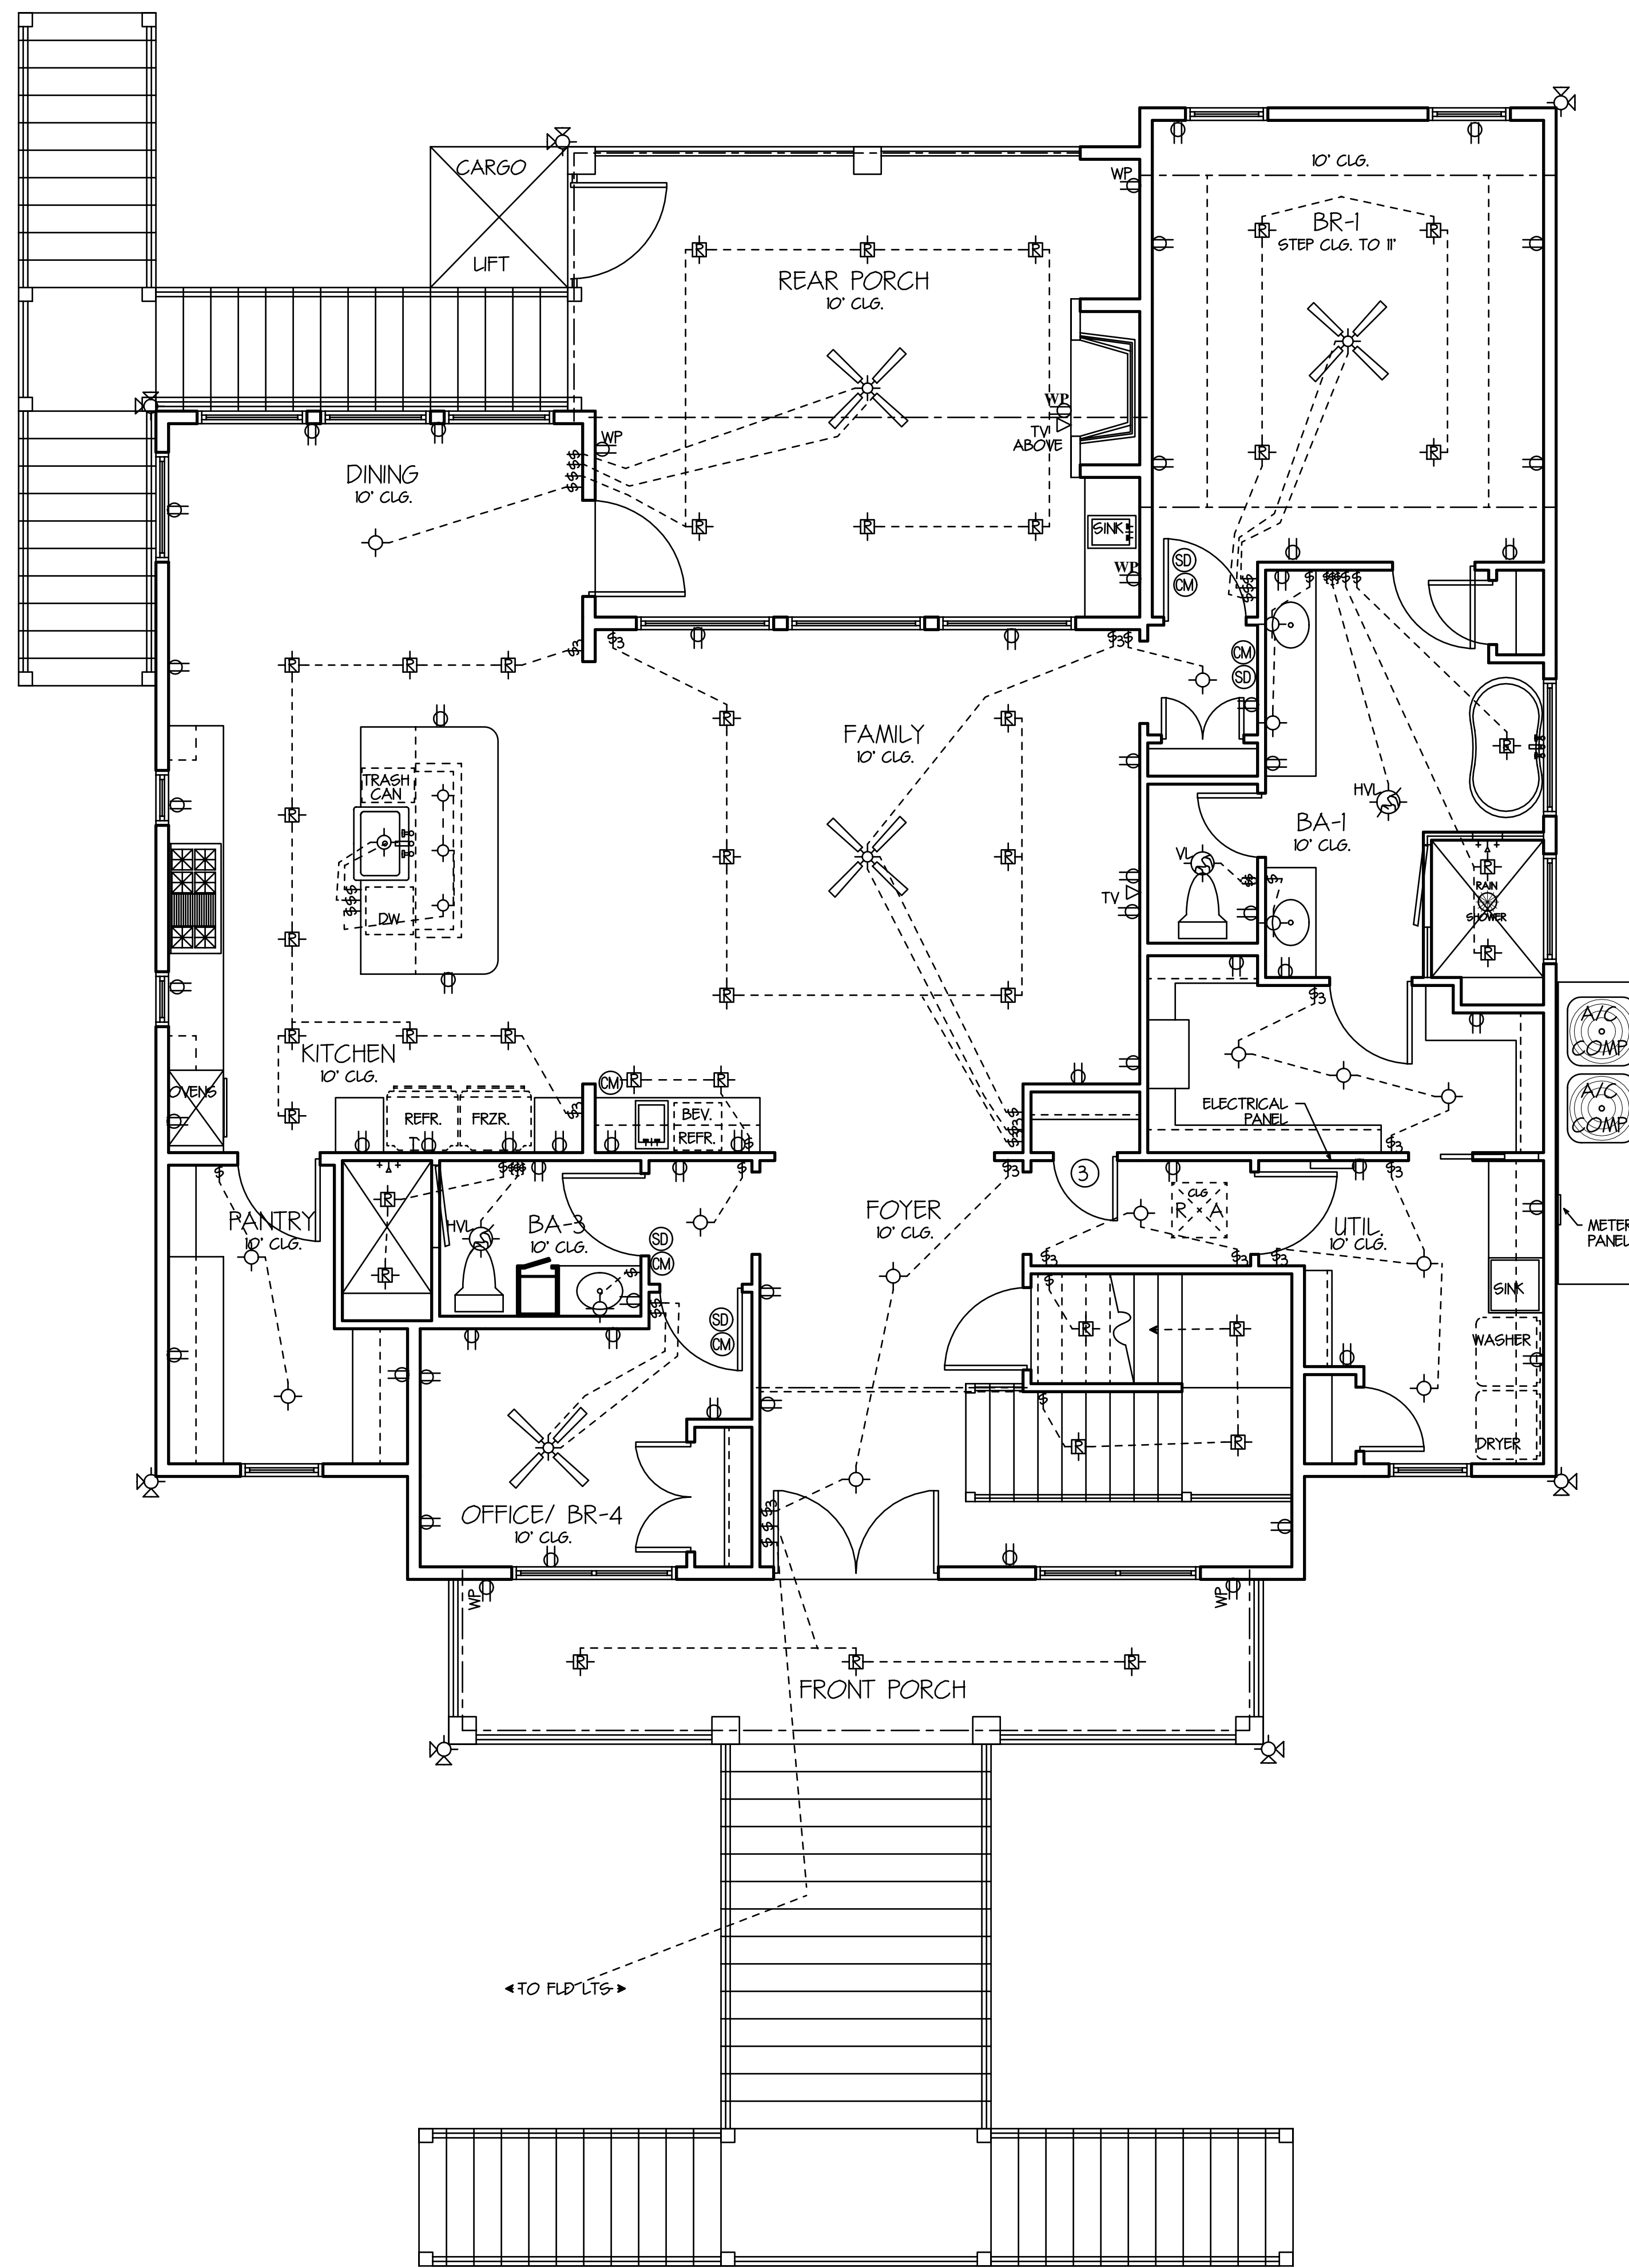 CARGO
LIFT
WP
10' CLG.
BR-1
STEP CLG. TO 11'
REAR PORCH
10' CLG.
WP
TV
ABOVE
WP
DINING
10' CLG.
SINK
WP
SD
CM
CM
SD
FAMILY
10' CLG.
TRASH
CAN
DW
HVL
BA-1
10' CLG.
VL
TV
RAIN
SHOWER
A/C
COMP
A/C
COMP
KITCHEN
10' CLG.
OVENS
REFR.
FRZR.
CM
BEV.
REFR.
ELECTRICAL
PANEL
3
PANTRY
10' CLG.
HVL
BA-3
10' CLG.
SD
CM
FOYER
10' CLG.
CLG
R A
UTIL.
10' CLG.
METER
PANEL
SINK
SD
CM
WASHER
DRYER
OFFICE/ BR-4
10' CLG.
WP
WP
FRONT PORCH
TO FLD LTS